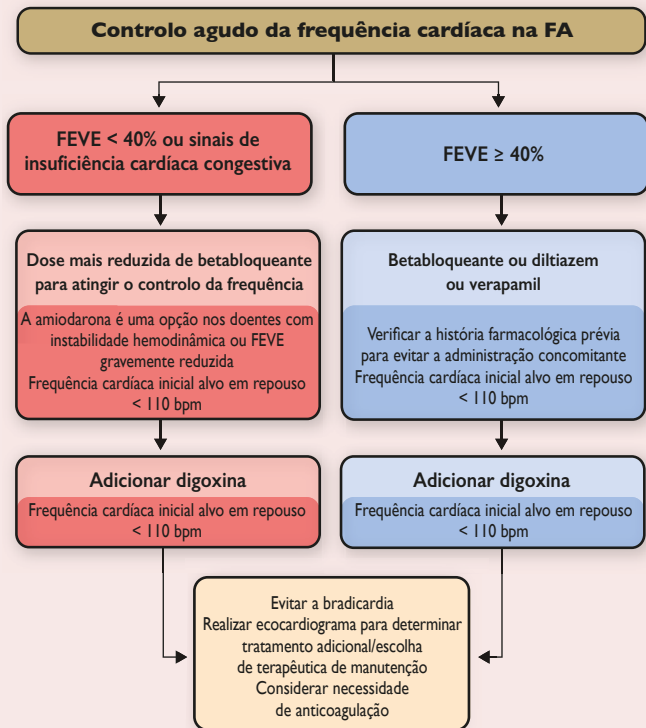 Controlo agudo da frequência cardíaca na FA
FEVE < 40% ou sinais de
insuficiência cardíaca congestiva
FEVE ≥ 40%
Dose mais reduzida de betabloqueante
para atingir o controlo da frequência
A amiodarona é uma opção nos doentes com
instabilidade hemodinâmica ou FEVE
gravemente reduzida
Frequência cardíaca inicial alvo em repouso
< 110 bpm
Betabloqueante ou diltiazem
ou verapamil
Verificar a história farmacológica prévia
para evitar a administração concomitante
Frequência cardíaca inicial alvo em repouso
< 110 bpm
Adicionar digoxina
Frequência cardíaca inicial alvo em repouso
< 110 bpm
Adicionar digoxina
Frequência cardíaca inicial alvo em repouso
< 110 bpm
Evitar a bradicardia
Realizar ecocardiograma para determinar
tratamento adicional/escolha
de terapêutica de manutenção
Considerar necessidade
de anticoagulação